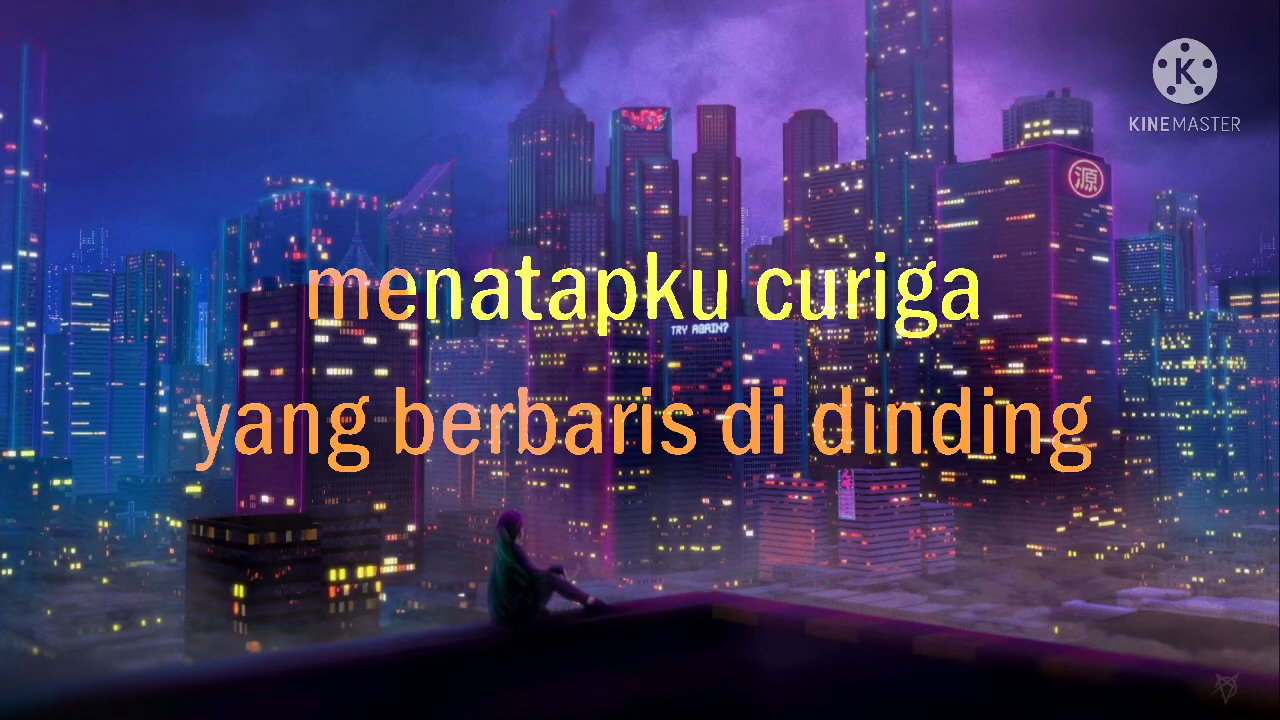 KINEMASTER
源
menatapku curiga
TRY AGAIN?
yang berbaris di dinding